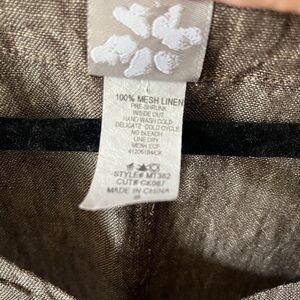 L
100% MESH LINEN
PRE-SHRUNK
INSIDE OUT
HAND WASH COLD
DELICATE COLD CYCLE
NO BLEACH
LINE DRY
MESH ECF
STYLE# MT382
CUT# CK087
MADE IN CHINA